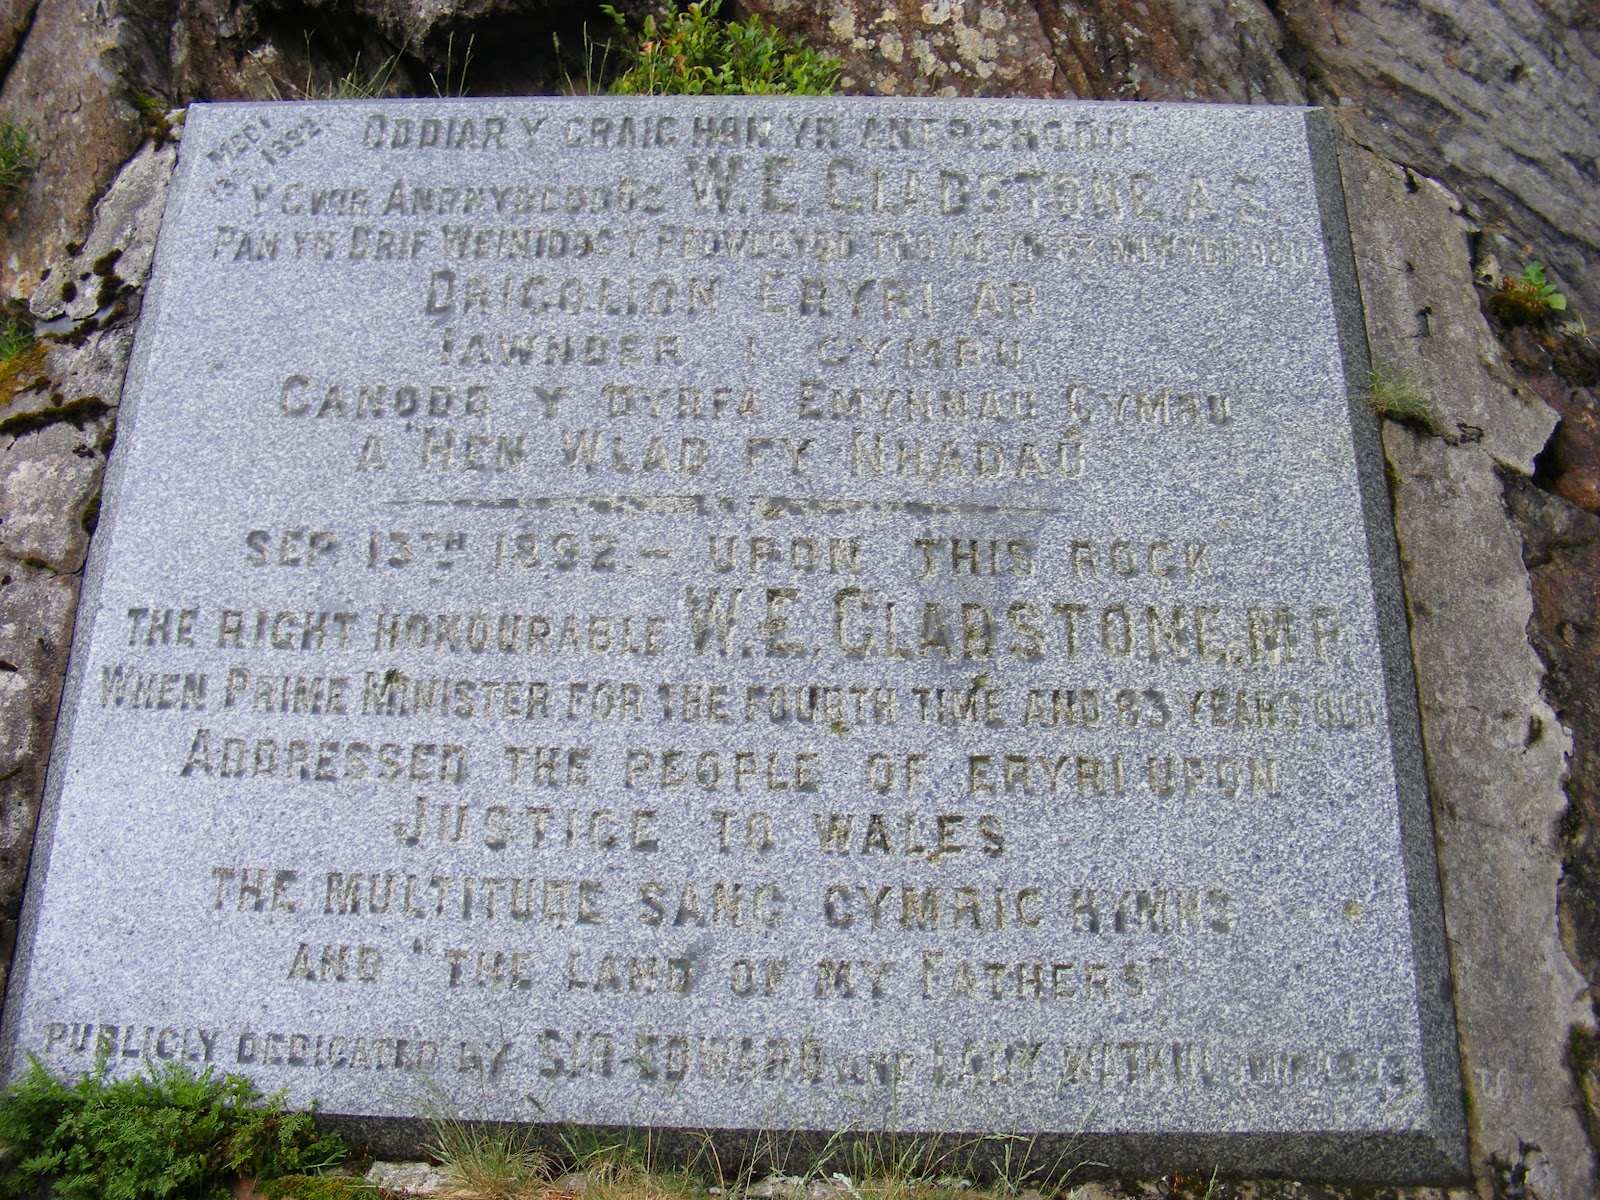 MEDI
1892
ODDIAR Y GRAIG HON YR ANERCHODD
Y GWIR ANRHYDEDDUS W.E. GLADSTONE, A.S.
PAN YN BRIF WEINIDOG Y PEDWERYDD TRO AC YN 83 MLWYDD OED
DRIGOLION ERYRI AR
IAWNDER I GYMRU
CANODD Y DYRFA EMYNNAU CYMRU
A "HEN WLAD FY NHADAU
SEP 13TH 1892. – UPON THIS ROCK
THE RIGHT HONOURABLE W.E. GLADSTONE, M.P.
WHEN PRIME MINISTER FOR THE FOURTH TIME AND 83 YEARS OLD
ADDRESSED THE PEOPLE OF ERYRI UPON
JUSTICE TO WALES
THE MULTITUDE SANG CYMRIC HYMNS
AND "THE LAND OF MY FATHERS"
PUBLICLY DEDICATED BY SIR EDWARD AND LADY WATKIN JUNE 1893